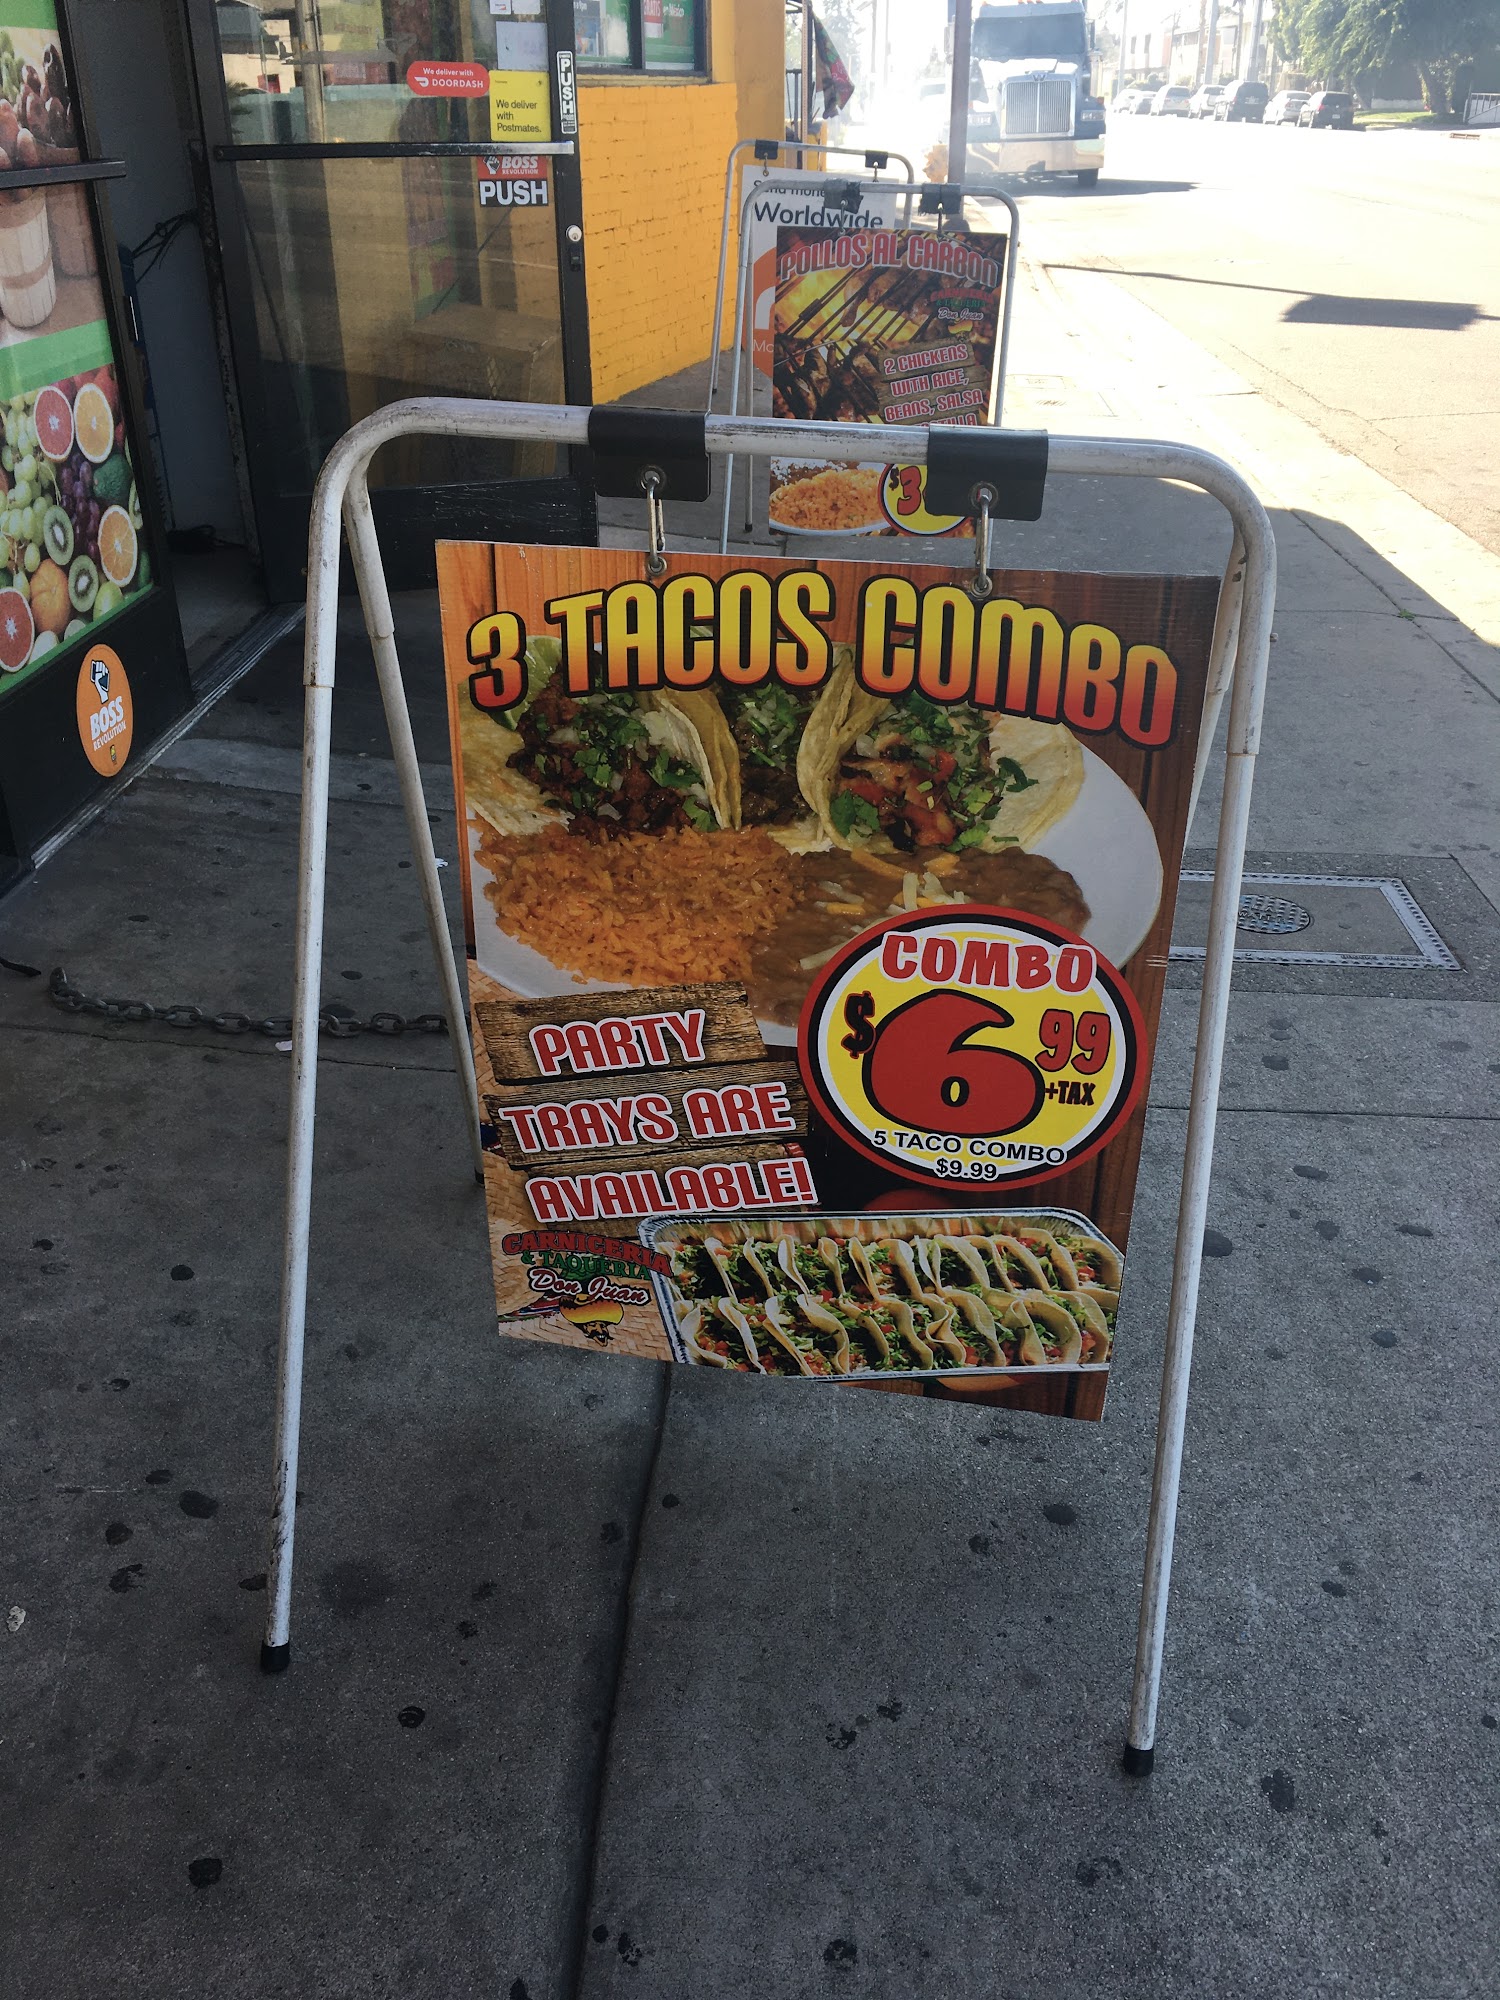 We deliver with
DOORDASH
We deliver
with
Postmates.
PUSH
BOSS
REVOLUTION
PUSH
Worldwide
POLLOS AL CARBON
Don Juan
2 CHICKENS
WITH RICE,
BEANS, SALSA
$3
BOSS
REVOLUTION
3 TACOS COMBO
COMBO
$6 99
+TAX
5 TACO COMBO
$9.99
PARTY
TRAYS ARE
AVAILABLE!
CARNICERIA
& TAQUERIA
Don Juan